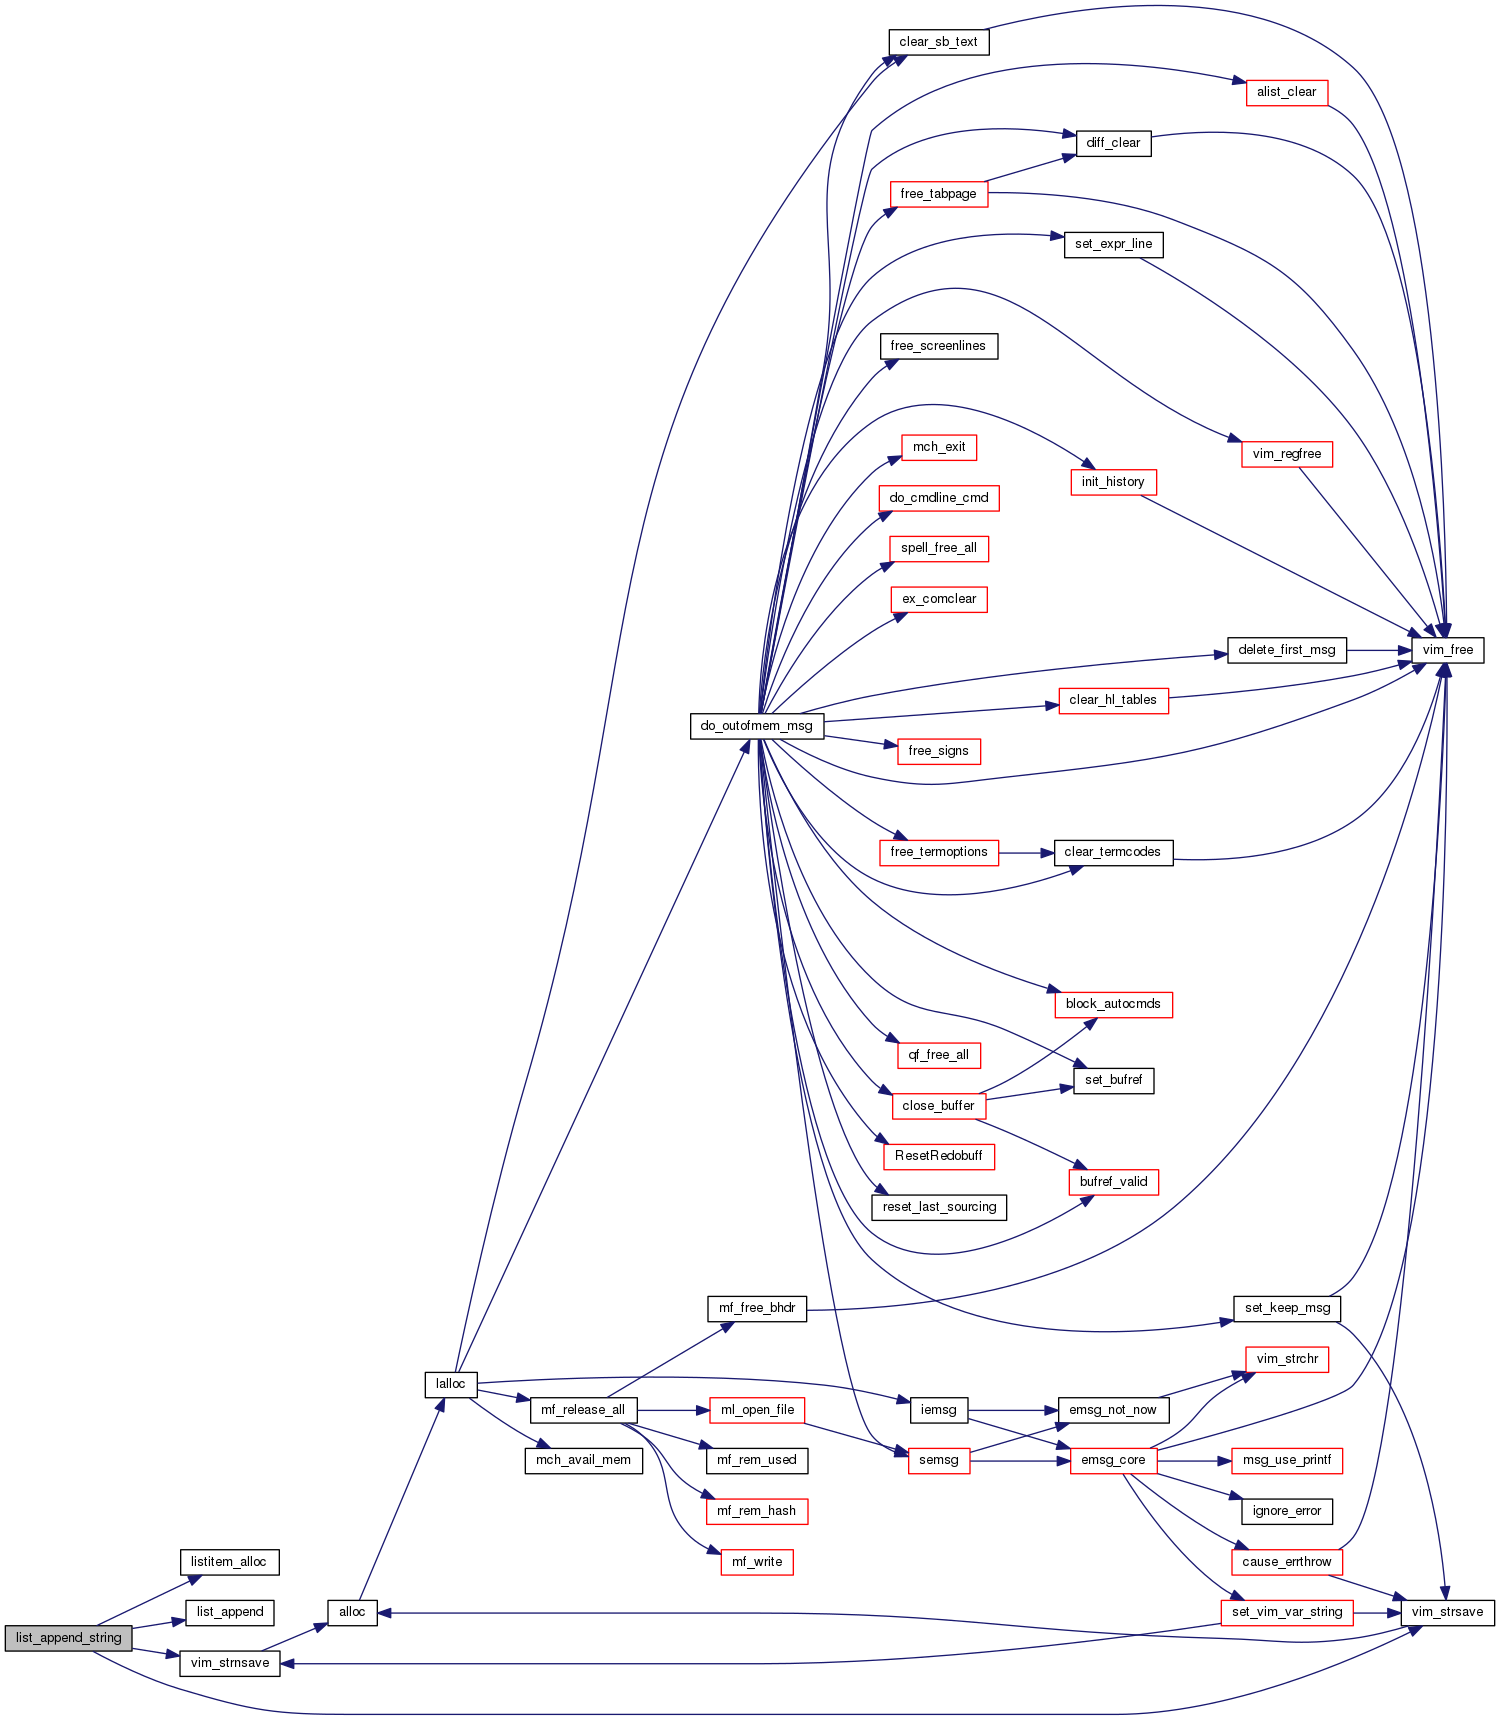 clear_sb_text
alist_clear
diff_clear
free_tabpage
set_expr_line
free_screenlines
mch_exit
vim_regfree
init_history
do_cmdline_cmd
spell_free_all
ex_comclear
delete_first_msg
vim_free
clear_hl_tables
do_outofmem_msg
free_signs
free_termoptions
clear_termcodes
block_autocmds
qf_free_all
set_bufref
close_buffer
ResetRedobuff
bufref_valid
reset_last_sourcing
mf_free_bhdr
set_keep_msg
vim_strchr
lalloc
mf_release_all
ml_open_file
iemsg
emsg_not_now
mch_avail_mem
mf_rem_used
semsg
emsg_core
msg_use_printf
mf_rem_hash
ignore_error
listitem_alloc
mf_write
cause_errthrow
list_append
alloc
set_vim_var_string
vim_strsave
list_append_string
vim_strnsave